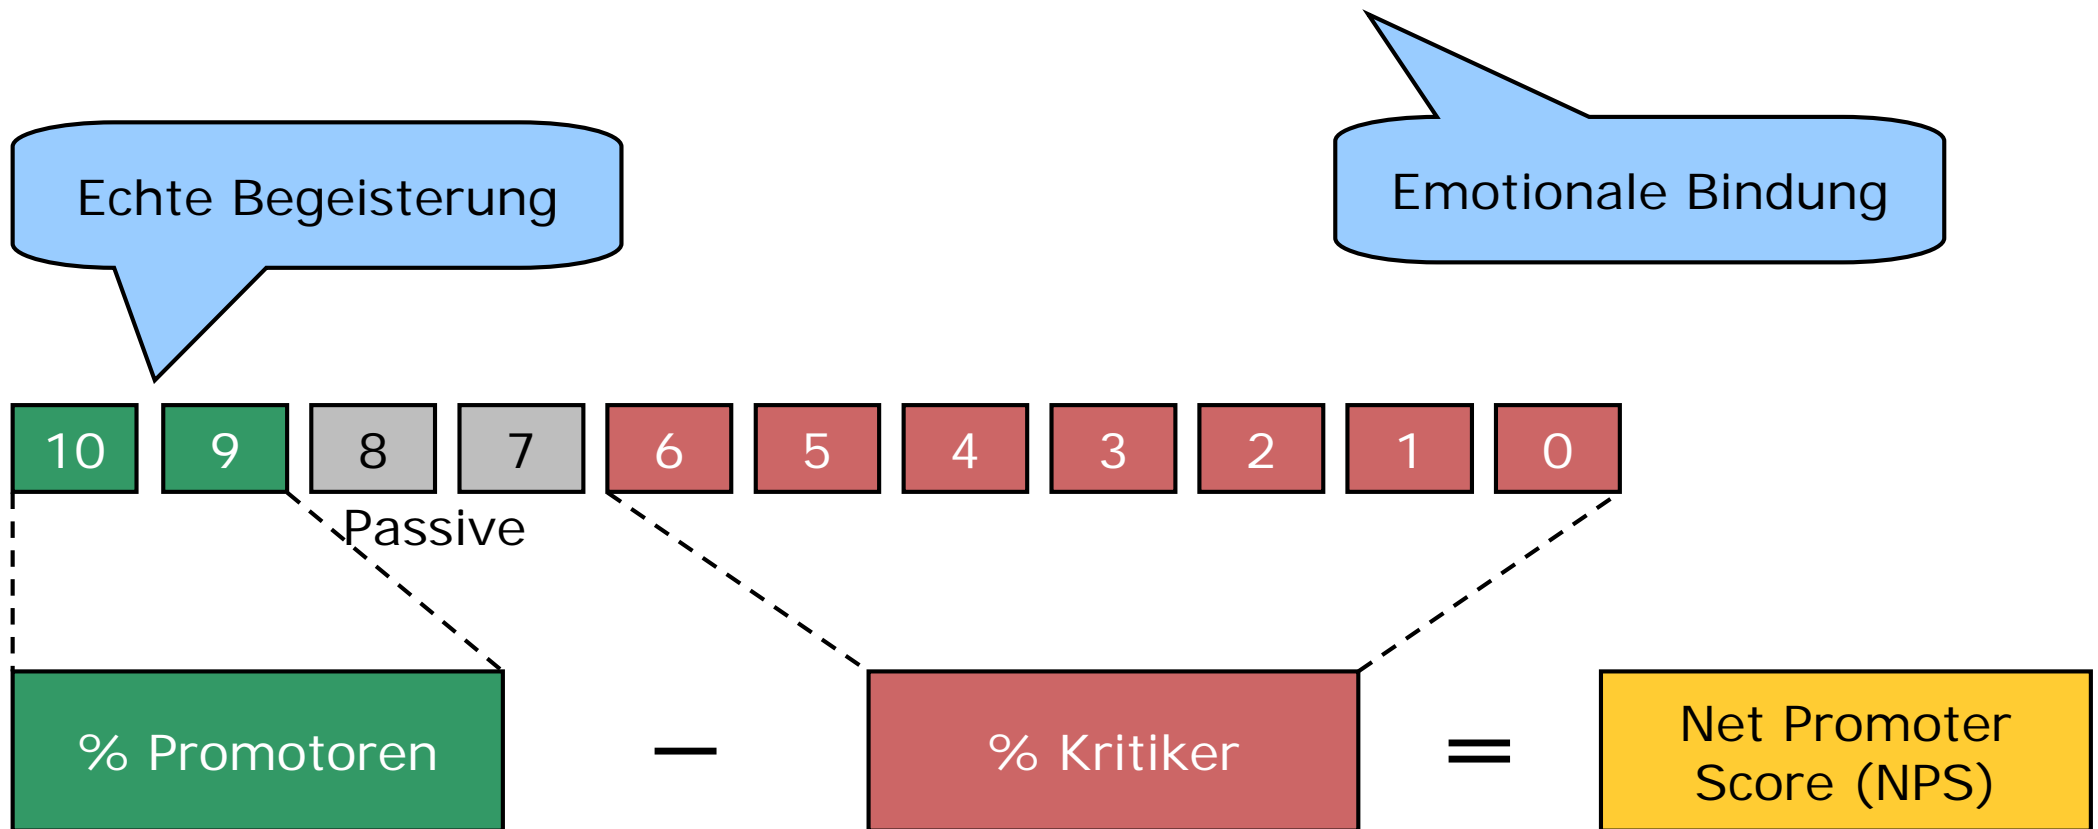 Echte Begeisterung
Emotionale Bindung
10 9 8 7 6 5 4 3 2 1 0
Passive
% Promotoren − % Kritiker = Net Promoter
Score (NPS)